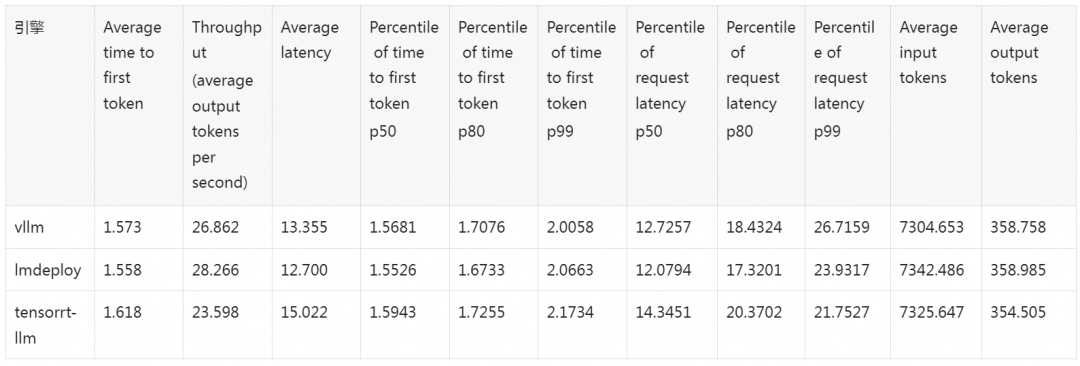 引擎
Average
time to
first
token
Throughp
ut
(average
output
tokens
per
second)
Average
latency
Percentile
of time
to first
token
p50
Percentile
of time
to first
token
p80
Percentile
of time
to first
token
p99
Percentile
of
request
latency
p50
Percentile
of
request
latency
p80
Percentil
e of
request
latency
p99
Average
input
tokens
Average
output
tokens
vllm 1.573 26.862 13.355 1.5681 1.7076 2.0058 12.7257 18.4324 26.7159 7304.653 358.758
lmdeploy 1.558 28.266 12.700 1.5526 1.6733 2.0663 12.0794 17.3201 23.9317 7342.486 358.985
tensorrt- 1.618 23.598 15.022 1.5943 1.7255 2.1734 14.3451 20.3702 21.7527 7325.647 354.505
llm